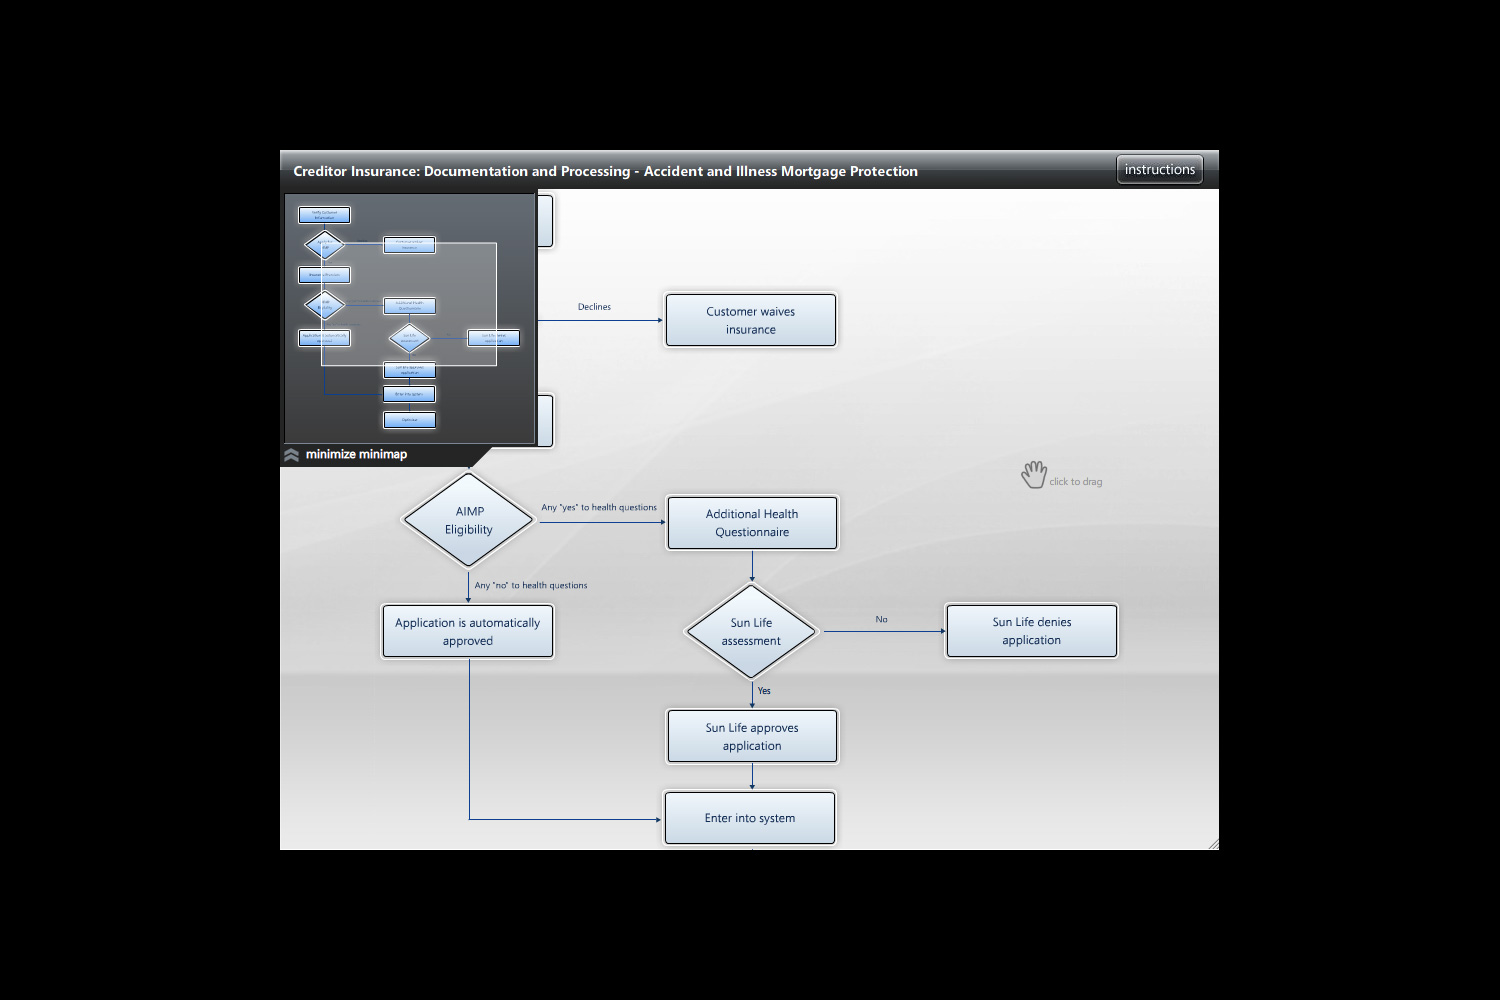 Creditor Insurance: Documentation and Processing - Accident and Illness Mortgage Protection
instructions
minimize minimap
Declines
Customer waives
insurance
click to drag
AIMP
Eligibility
Any "yes" to health questions
Additional Health
Questionnaire
Any "no" to health questions
Application is automatically
approved
Sun Life
assessment
No
Sun Life denies
application
Yes
Sun Life approves
application
Enter into system